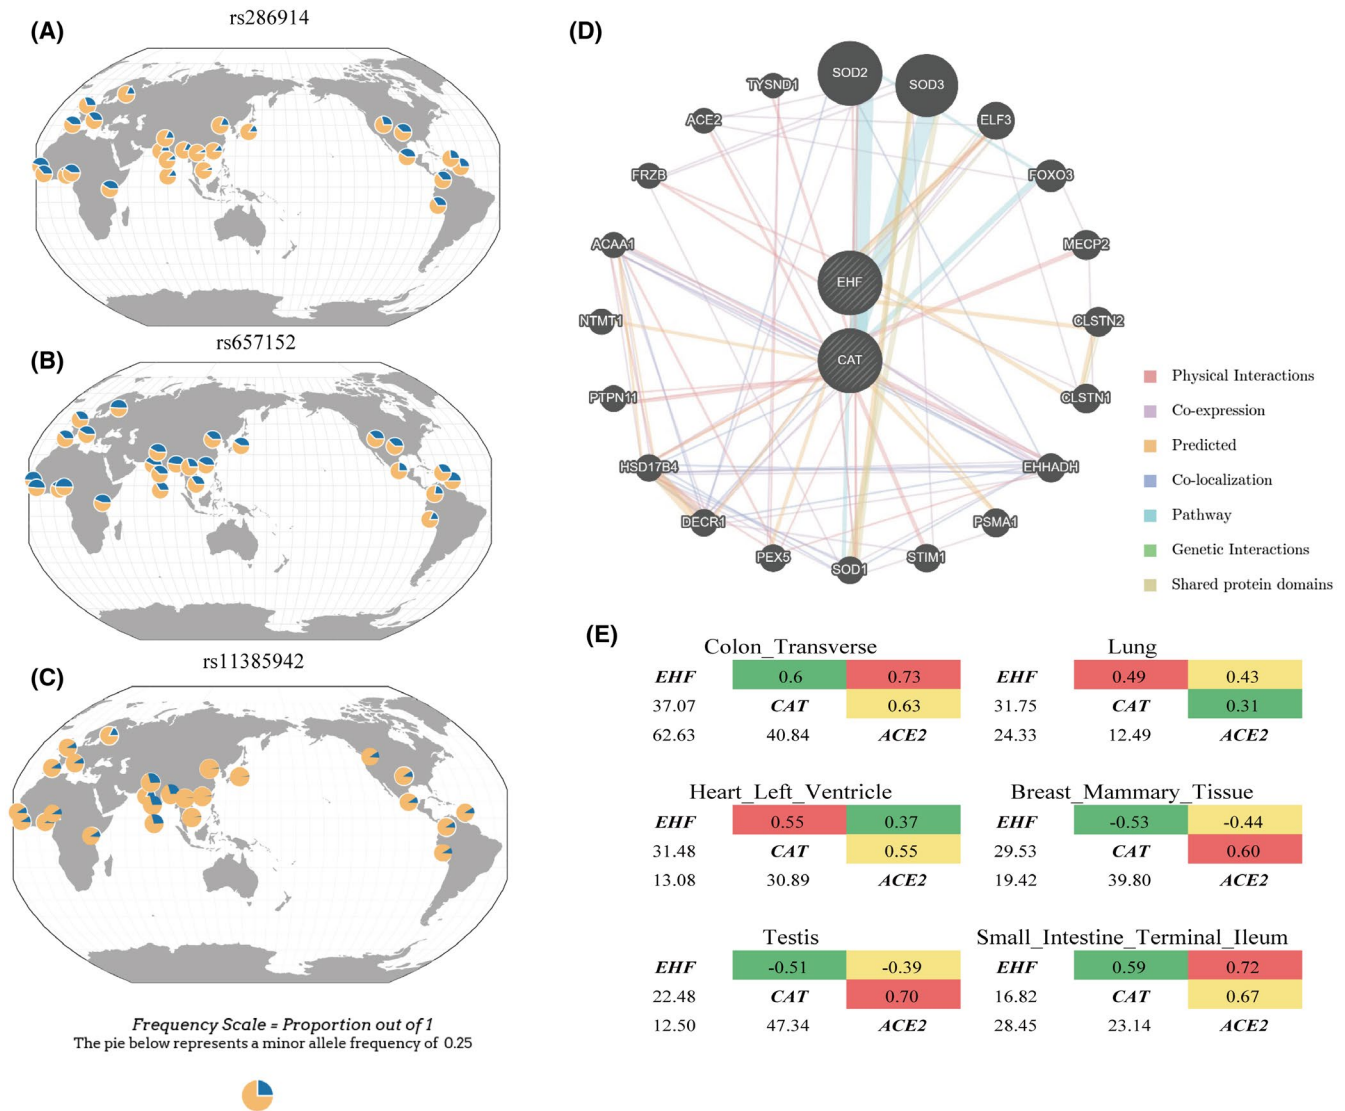 (A)
rs286914
(B)
rs657152
(C)
rs11385942
Frequency Scale = Proportion out of 1
The pie below represents a minor allele frequency of 0.25
(D)
SOD2
SOD3
TYSND1
ELF3
ACE2
FOXO3
FRZB
MECP2
ACAA1
EHF
NTMT1
CLSTN2
CAT
PTPN11
CLSTN1
HSD17B4
EHHADH
DECR1
PSMA1
PEX5
STIM1
SOD1
Physical Interactions
Co-expression
Predicted
Co-localization
Pathway
Genetic Interactions
Shared protein domains
(E)
Colon_Transverse
EHF 0.6 0.73
37.07 CAT 0.63
62.63 40.84 ACE2
Lung
EHF 0.49 0.43
31.75 CAT 0.31
24.33 12.49 ACE2
Heart_Left_Ventricle
EHF 0.55 0.37
31.48 CAT 0.55
13.08 30.89 ACE2
Breast_Mammary_Tissue
EHF -0.53 -0.44
29.53 CAT 0.60
19.42 39.80 ACE2
Testis
EHF -0.51 -0.39
22.48 CAT 0.70
12.50 47.34 ACE2
Small_Intestine_Terminal_Ileum
EHF 0.59 0.72
16.82 CAT 0.67
28.45 23.14 ACE2